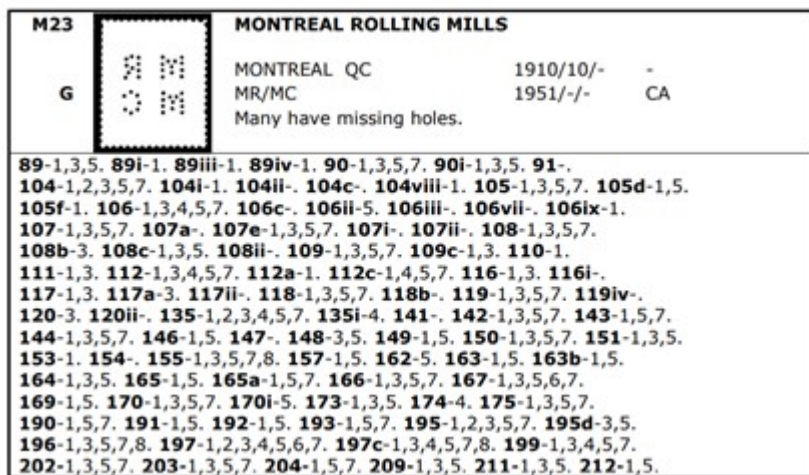 M23 MONTREAL ROLLING MILLS
MONTREAL QC 1910/10/- -
G MR/MC 1951/-/- CA
Many have missing holes.
89-1,3,5. 89i-1. 89iii-1. 89iv-1. 90-1,3,5,7. 90i-1,3,5. 91-.
104-1,2,3,5,7. 104i-1. 104ii-. 104c-. 104viii-1. 105-1,3,5,7. 105d-1,5.
105f-1. 106-1,3,4,5,7. 106c-. 106ii-5. 106iii-. 106vii-. 106ix-1.
107-1,3,5,7. 107a-. 107e-1,3,5,7. 107i-. 107ii-. 108-1,3,5,7.
108b-3. 108c-1,3,5. 108ii-. 109-1,3,5,7. 109c-1,3. 110-1.
111-1,3. 112-1,3,4,5,7. 112a-1. 112c-1,4,5,7. 116-1,3. 116i-.
117-1,3. 117a-3. 117ii-. 118-1,3,5,7. 118b-. 119-1,3,5,7. 119iv-.
120-3. 120ii-. 135-1,2,3,4,5,7. 135i-4. 141-. 142-1,3,5,7. 143-1,5,7.
144-1,3,5,7. 146-1,5. 147-. 148-3,5. 149-1,5. 150-1,3,5,7. 151-1,3,5.
153-1. 154-. 155-1,3,5,7,8. 157-1,5. 162-5. 163-1,5. 163b-1,5.
164-1,3,5. 165-1,5. 165a-1,5,7. 166-1,3,5,7. 167-1,3,5,6,7.
169-1,5. 170-1,3,5,7. 170i-5. 173-1,3,5. 174-4. 175-1,3,5,7.
190-1,5,7. 191-1,5. 192-1,5. 193-1,5,7. 195-1,2,3,5,7. 195d-3,5.
196-1,3,5,7,8. 197-1,2,3,4,5,6,7. 197c-1,3,4,5,7,8. 199-1,3,4,5,7.
202-1,3,5,7. 203-1,3,5,7. 204-1,5,7. 209-1,3,5. 211-1,3,5. 212-1,5.